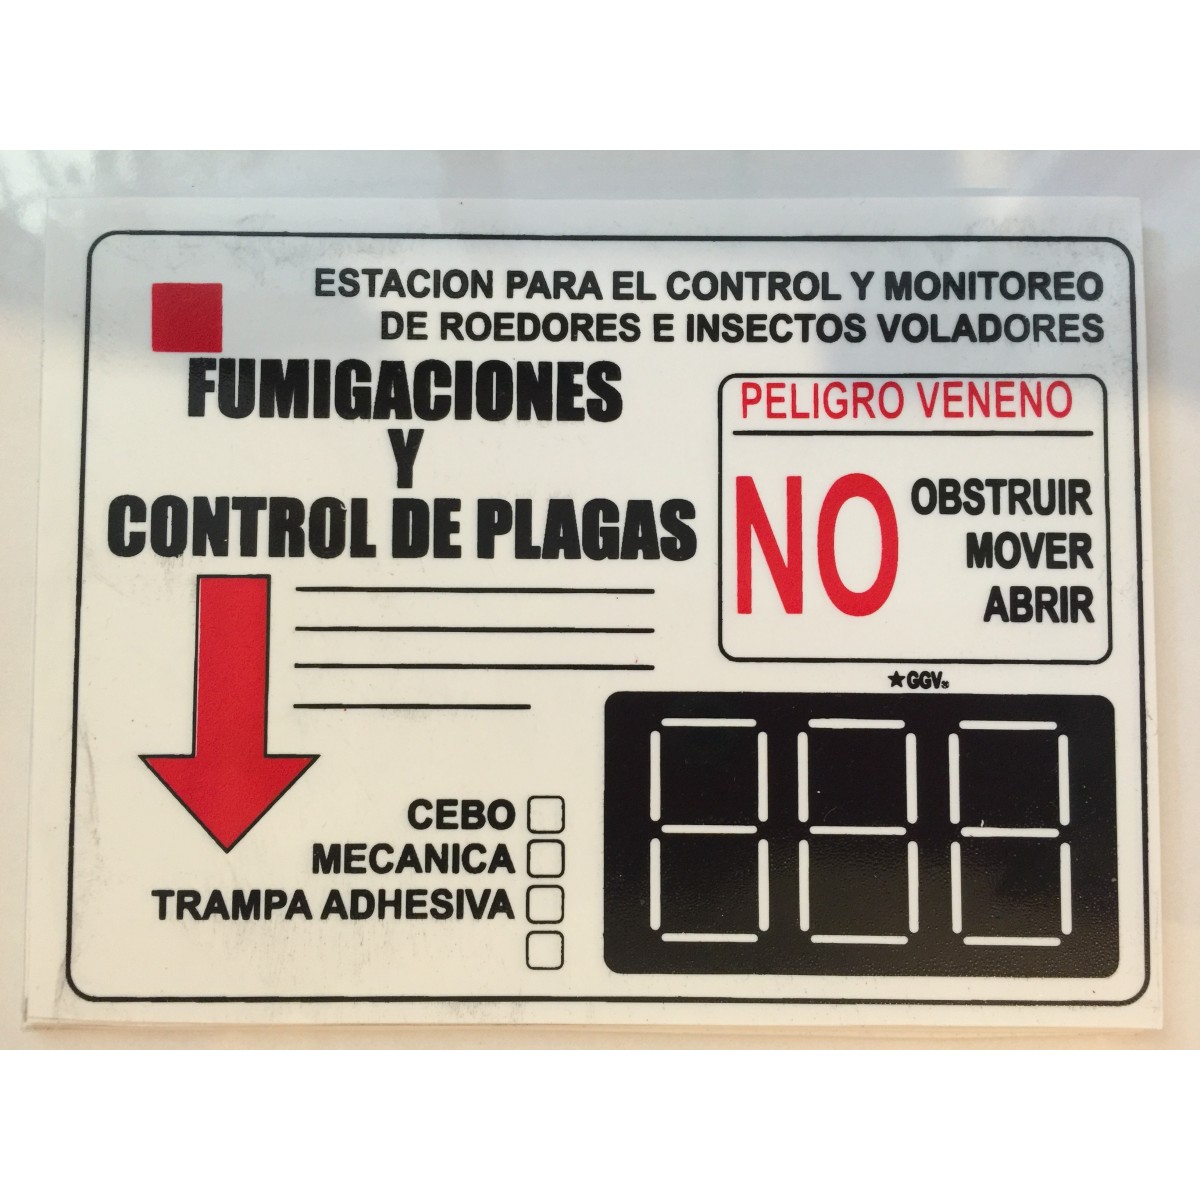 ESTACION PARA EL CONTROL Y MONITOREO
DE ROEDORES E INSECTOS VOLADORES
FUMIGACIONES
Y
CONTROL DE PLAGAS
PELIGRO VENENO
NO
OBSTRUIR
MOVER
ABRIR
★GGV®
CEBO
MECANICA
TRAMPA ADHESIVA